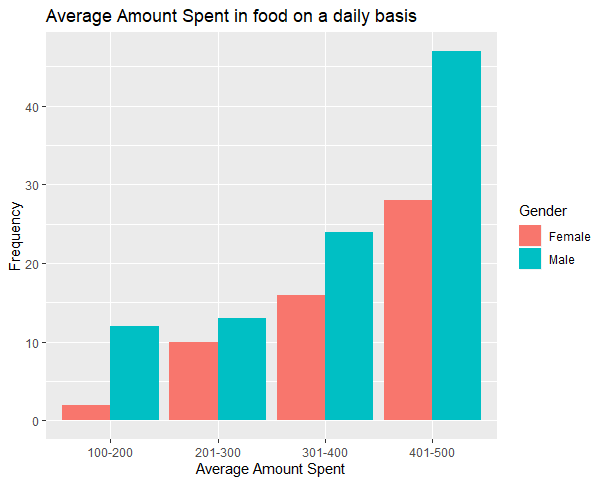 Average Amount Spent in food on a daily basis
Frequency
40
30
20
10
0
100-200
201-300
301-400
401-500
Average Amount Spent
Gender
Female
Male